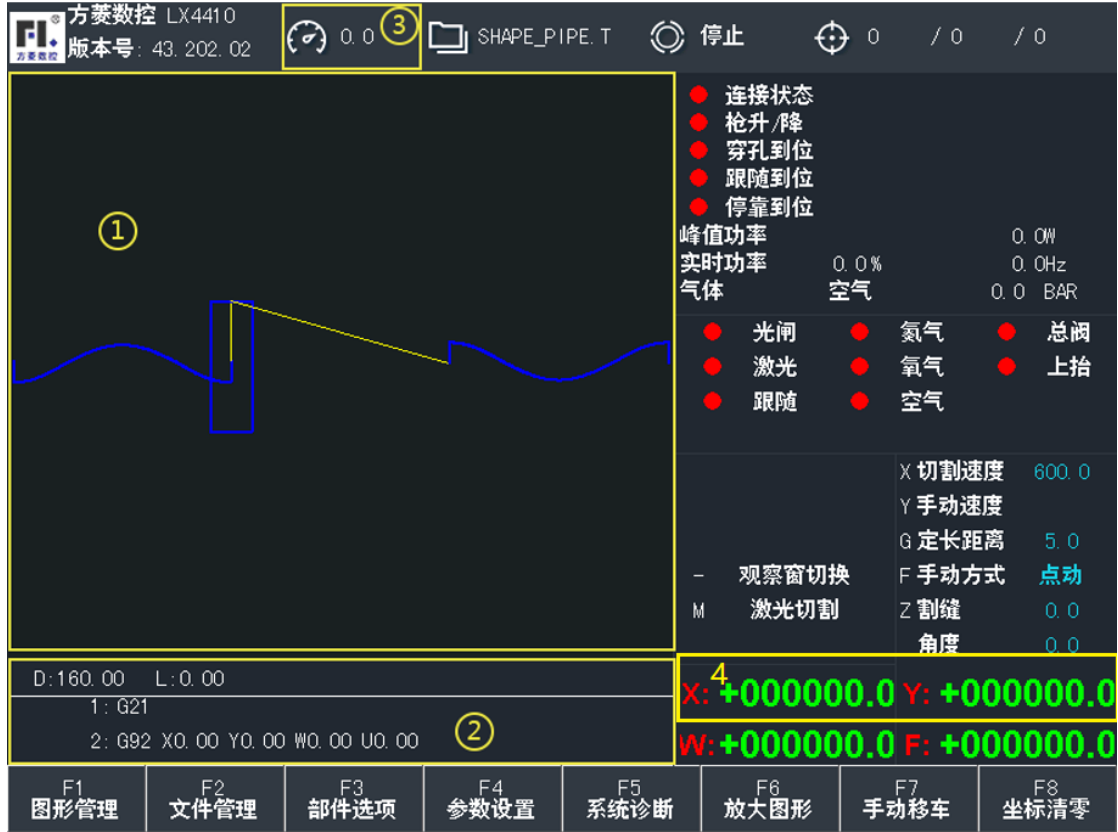 方菱数控 LX4410
版本号: 43.202.02
方菱数控
®
0.0
③
SHAPE_PIPE.T
停止
0 /0 /0
①
连接状态
枪升/降
穿孔到位
跟随到位
停靠到位
峰值功率 0.0W
实时功率 0.0% 0.0Hz
气体 空气 0.0 BAR
光闸 氮气 总阀
激光 氧气 上抬
跟随 空气
X 切割速度 600.0
Y 手动速度
G 定长距离 5.0
- 观察窗切换 F 手动方式 点动
M 激光切割 Z 割缝 0.0
角度 0.0
D:160.00 L:0.00
1: G21
2: G92 X0.00 Y0.00 W0.00 U0.00
②
4
X: +000000.0 Y: +000000.0
W: +000000.0 F: +000000.0
F1 F2 F3 F4 F5 F6 F7 F8
图形管理 文件管理 部件选项 参数设置 系统诊断 放大图形 手动移车 坐标清零